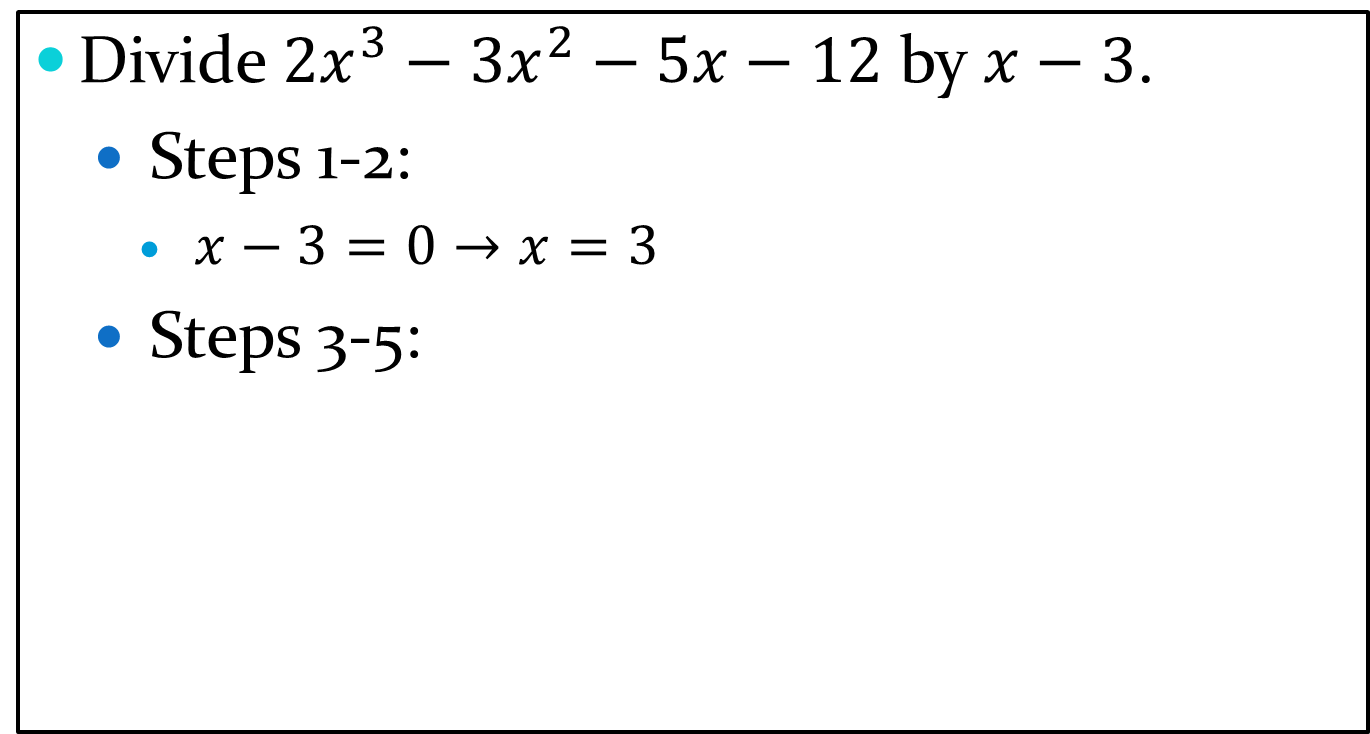 • Divide 2x³ − 3x² − 5x − 12 by x − 3.
• Steps 1-2:
• x − 3 = 0 → x = 3
• Steps 3-5: